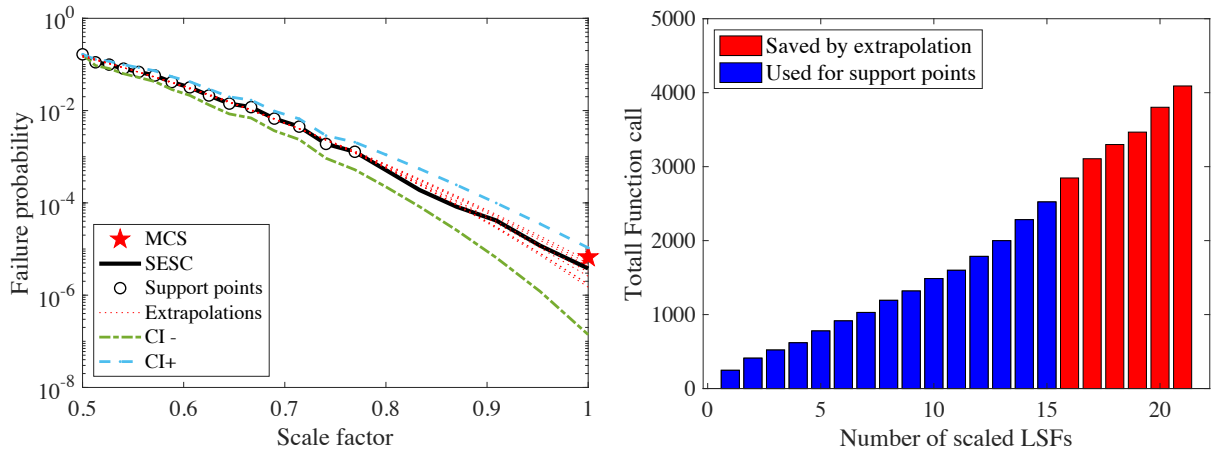 10^0
10^-2
10^-4
10^-6
10^-8
Failure probability
MCS
SESC
Support points
Extrapolations
CI -
CI+
0.5 0.6 0.7 0.8 0.9 1
Scale factor
5000
4000
3000
2000
1000
0
Totall Function call
Saved by extrapolation
Used for support points
0 5 10 15 20
Number of scaled LSFs